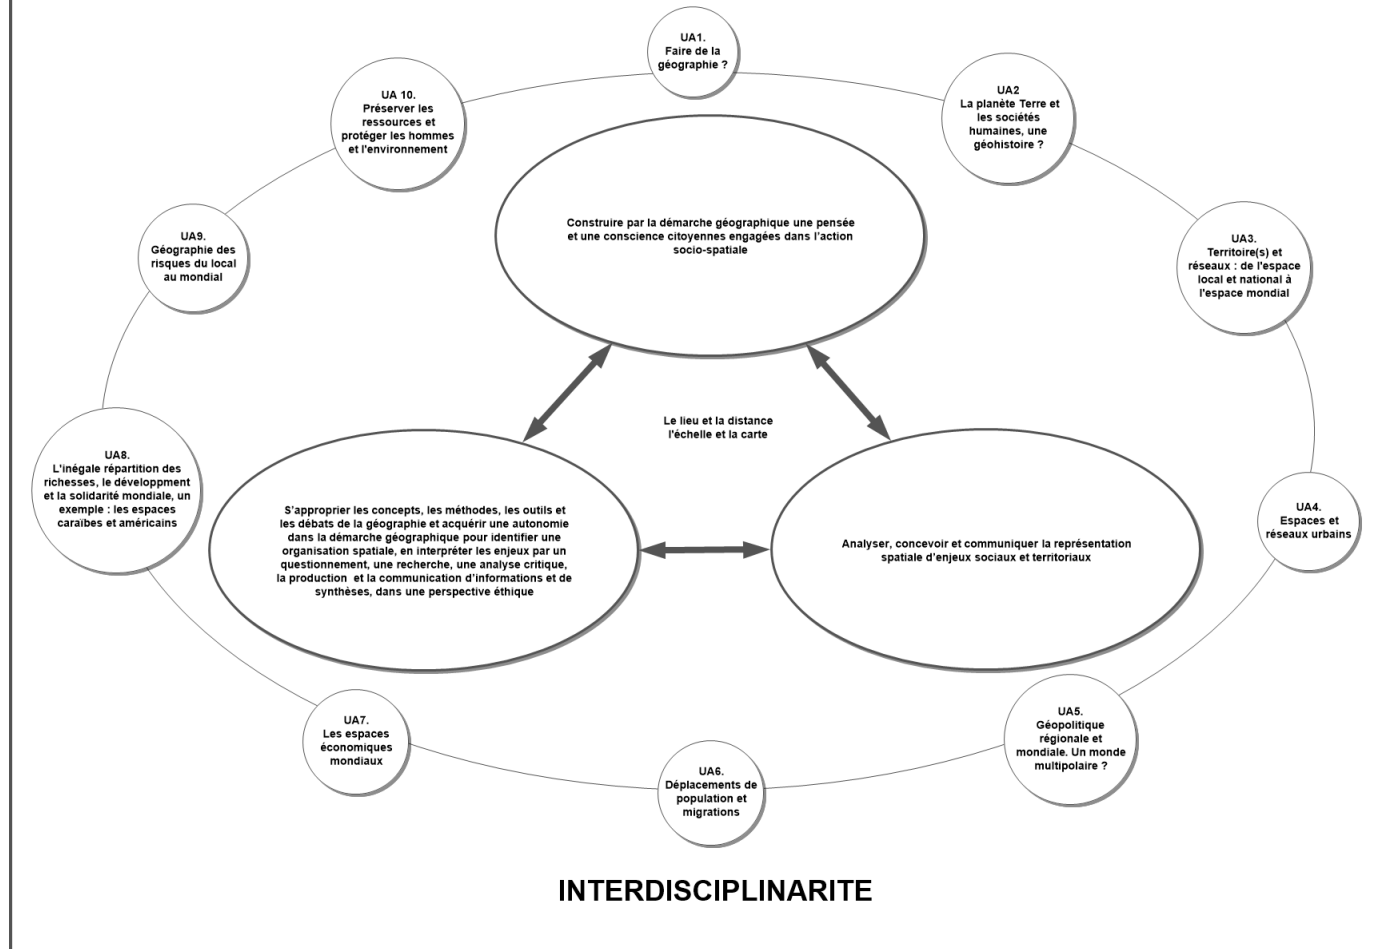 UA1.
Faire de la
géographie ?
UA 10.
Préserver les
ressources et
protéger les hommes
et l'environnement
UA2
La planète Terre et
les sociétés
humaines, une
géohistoire ?
Construire par la démarche géographique une pensée
et une conscience citoyennes engagées dans l'action
socio-spatiale
UA9.
Géographie des
risques du local
au mondial
UA3.
Territoire(s) et
réseaux : de l'espace
local et national à
l'espace mondial
Le lieu et la distance
l'échelle et la carte
UA8.
L'inégale répartition des
richesses, le développment
et la solidarité mondiale, un
exemple : les espaces
caraïbes et américains
S'approprier les concepts, les méthodes, les outils et
les débats de la géographie et acquérir une autonomie
dans la démarche géographique pour identifier une
organisation spatiale, en interpréter les enjeux par un
questionnement, une recherche, une analyse critique,
la production et la communication d'informations et de
synthèses, dans une perspective éthique
Analyser, concevoir et communiquer la représentation
spatiale d'enjeux sociaux et territoriaux
UA4.
Espaces et
réseaux urbains
UA7.
Les espaces
économiques
mondiaux
UA6.
Déplacements de
population et
migrations
UA5.
Géopolitique
régionale et
mondiale. Un monde
multipolaire ?
INTERDISCIPLINARITE